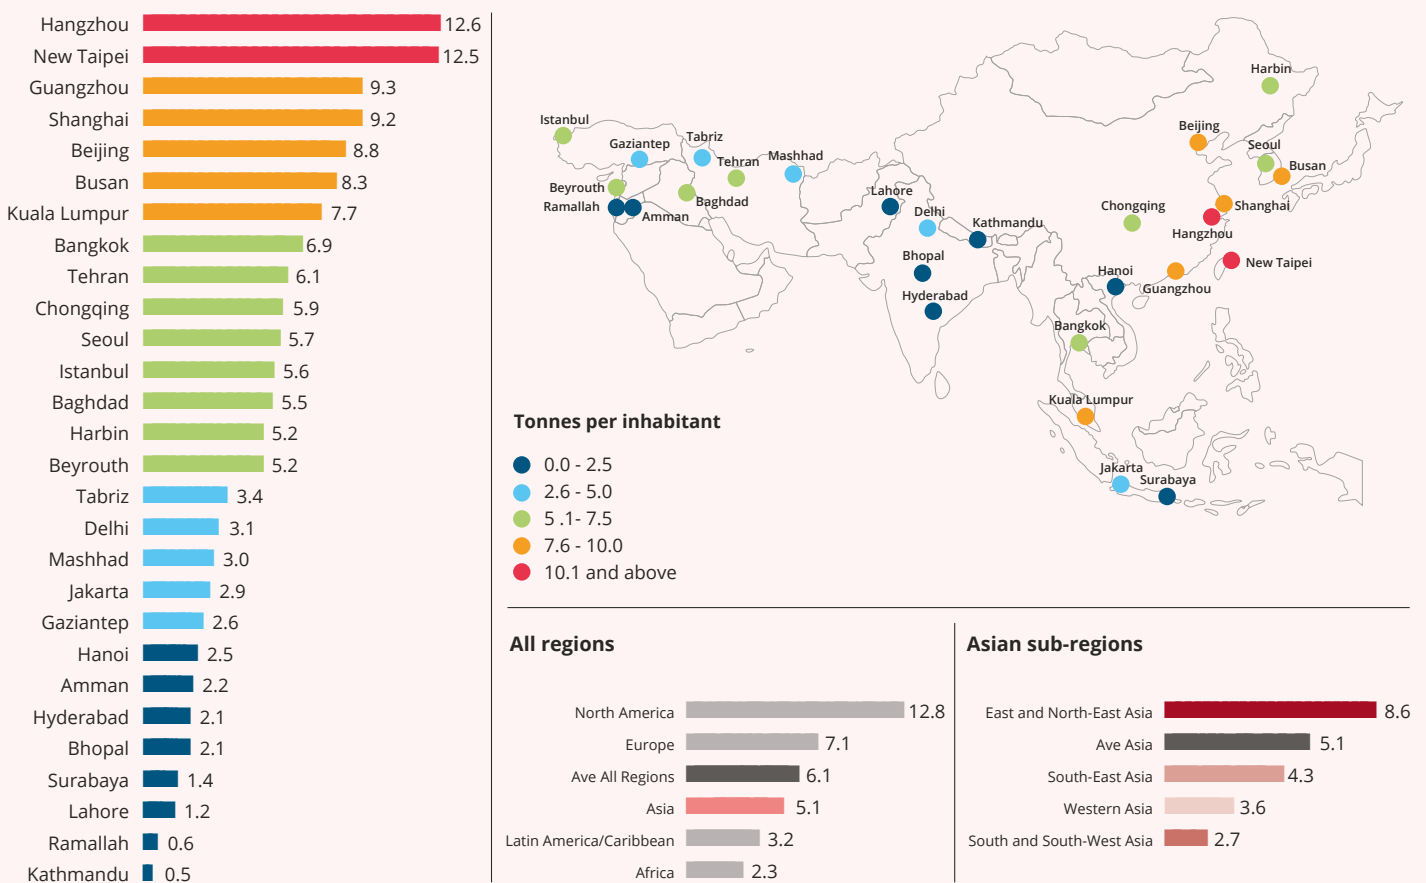 Hangzhou 12.6
New Taipei 12.5
Guangzhou 9.3
Shanghai 9.2
Beijing 8.8
Busan 8.3
Kuala Lumpur 7.7
Bangkok 6.9
Tehran 6.1
Chongqing 5.9
Seoul 5.7
Istanbul 5.6
Baghdad 5.5
Harbin 5.2
Beyrouth 5.2
Tabriz 3.4
Delhi 3.1
Mashhad 3.0
Jakarta 2.9
Gaziantep 2.6
Hanoi 2.5
Amman 2.2
Hyderabad 2.1
Bhopal 2.1
Surabaya 1.4
Lahore 1.2
Ramallah 0.6
Kathmandu 0.5
Harbin
Istanbul
Beijing
Gaziantep
Tabriz
Seoul
Tehran
Mashhad
Busan
Beyrouth
Lahore
Ramallah
Baghdad
Chongqing
Shanghai
Amman
Delhi
Kathmandu
Hangzhou
Bhopal
New Taipei
Hanoi
Guangzhou
Hyderabad
Bangkok
Kuala Lumpur
Jakarta
Surabaya
Tonnes per inhabitant
0.0 - 2.5
2.6 - 5.0
5 .1- 7.5
7.6 - 10.0
10.1 and above
All regions
North America 12.8
Europe 7.1
Ave All Regions 6.1
Asia 5.1
Latin America/Caribbean 3.2
Africa 2.3
Asian sub-regions
East and North-East Asia 8.6
Ave Asia 5.1
South-East Asia 4.3
Western Asia 3.6
South and South-West Asia 2.7